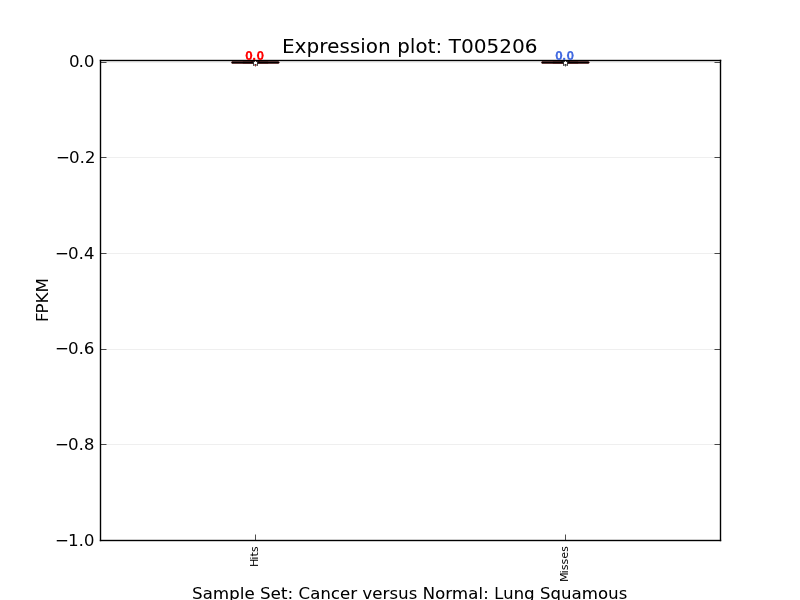 Expression plot: T005206
0.0
0.0
0.0
−0.2
−0.4
−0.6
−0.8
−1.0
FPKM
Hits
Misses
Sample Set: Cancer versus Normal: Lung Squamous